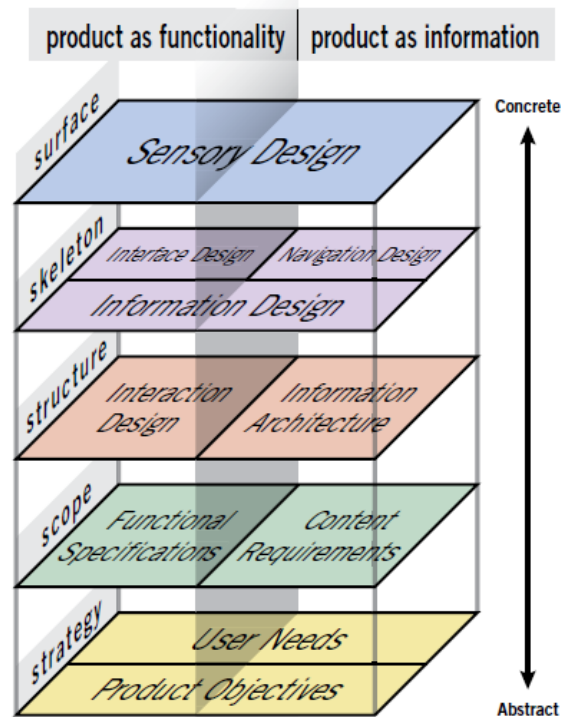 product as functionality
product as information
Concrete
surface
Sensory Design
skeleton
Interface Design
Navigation Design
Information Design
structure
Interaction
Design
Information
Architecture
scope
Functional
Specifications
Content
Requirements
strategy
User Needs
Product Objectives
Abstract